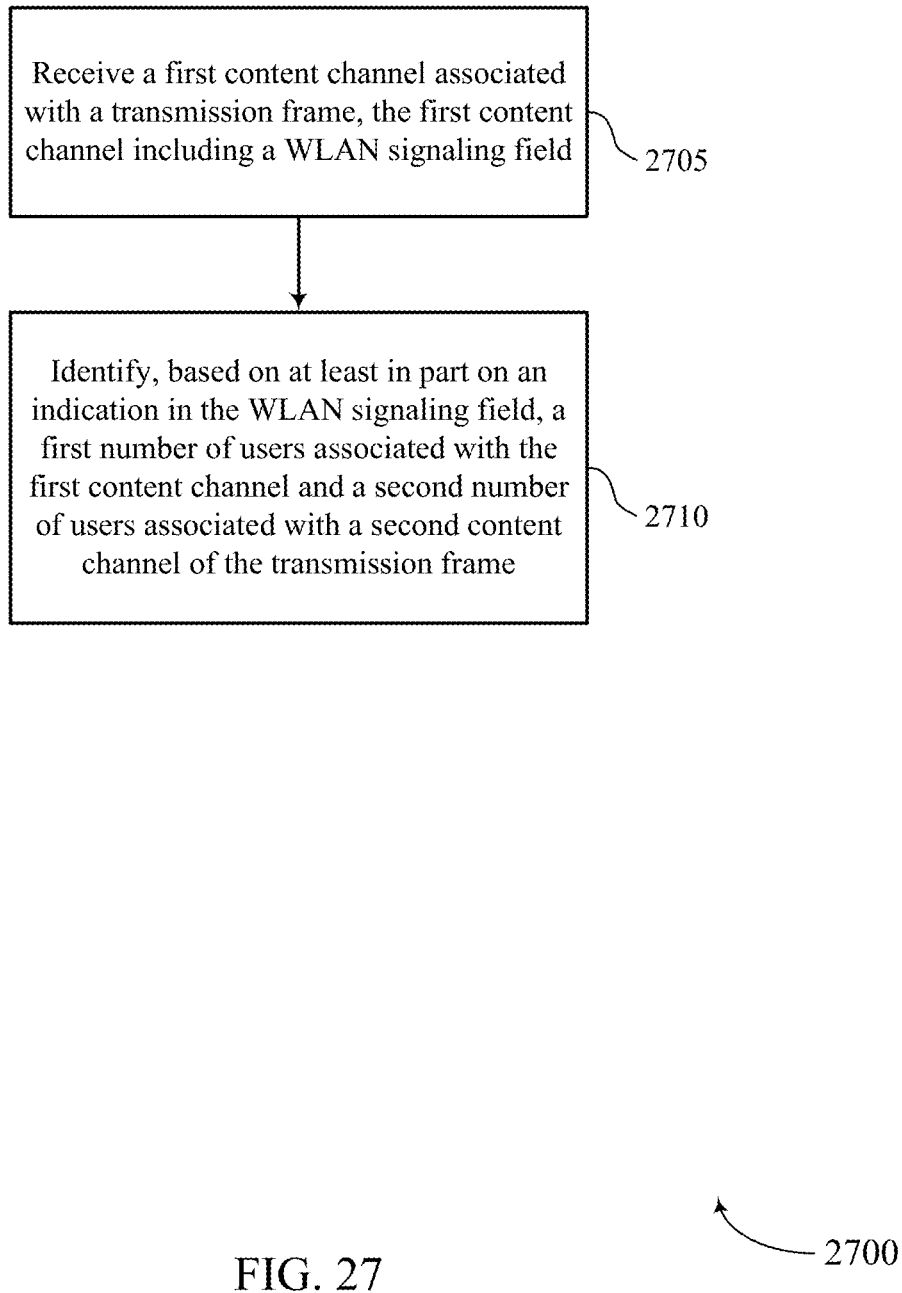 Receive a first content channel associated
with a transmission frame, the first content
channel including a WLAN signaling field
2705
Identify, based on at least in part on an
indication in the WLAN signaling field, a
first number of users associated with the
first content channel and a second number
of users associated with a second content
channel of the transmission frame
2710
2700
FIG. 27